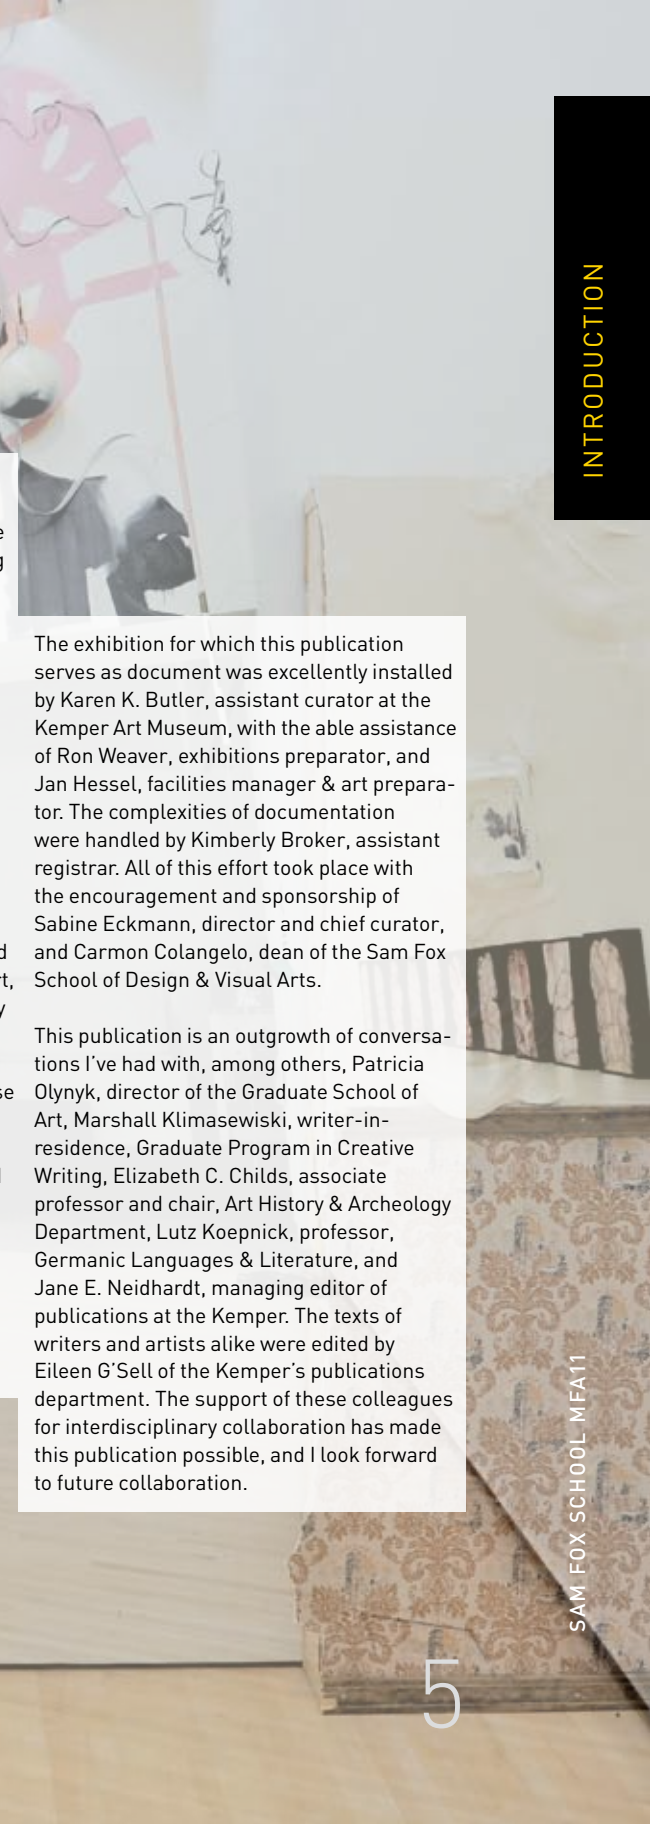 INTRODUCTION
e
g
d
rt,
y
se
The exhibition for which this publication
serves as document was excellently installed
by Karen K. Butler, assistant curator at the
Kemper Art Museum, with the able assistance
of Ron Weaver, exhibitions preparator, and
Jan Hessel, facilities manager & art prepara-
tor. The complexities of documentation
were handled by Kimberly Broker, assistant
registrar. All of this effort took place with
the encouragement and sponsorship of
Sabine Eckmann, director and chief curator,
and Carmon Colangelo, dean of the Sam Fox
School of Design & Visual Arts.
This publication is an outgrowth of conversa-
tions I’ve had with, among others, Patricia
Olynyk, director of the Graduate School of
Art, Marshall Klimasewiski, writer-in-
residence, Graduate Program in Creative
Writing, Elizabeth C. Childs, associate
professor and chair, Art History & Archeology
Department, Lutz Koepnick, professor,
Germanic Languages & Literature, and
Jane E. Neidhardt, managing editor of
publications at the Kemper. The texts of
writers and artists alike were edited by
Eileen G’Sell of the Kemper’s publications
department. The support of these colleagues
for interdisciplinary collaboration has made
this publication possible, and I look forward
to future collaboration.
SAM FOX SCHOOL MFA11
5